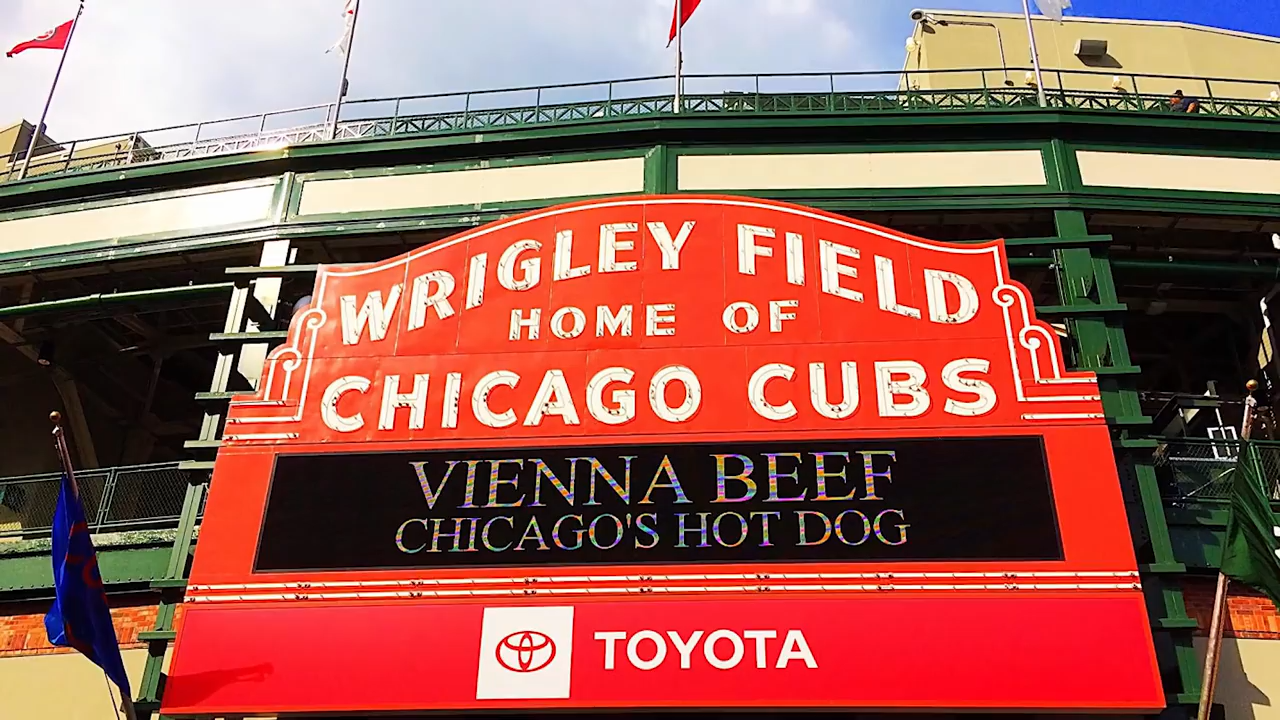 WRIGLEY FIELD
HOME OF
CHICAGO CUBS
VIENNA BEEF
CHICAGO'S HOT DOG
TOYOTA